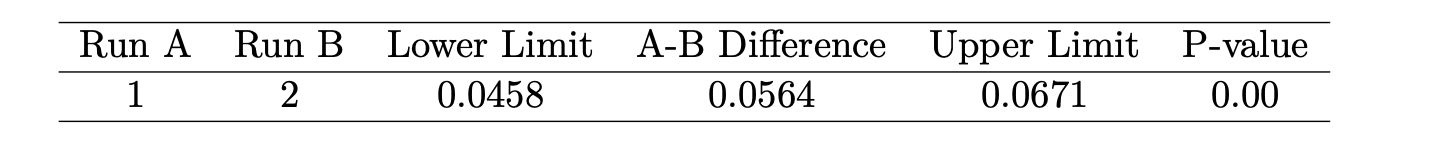 Run A Run B Lower Limit A-B Difference Upper Limit P-value
1 2 0.0458 0.0564 0.0671 0.00